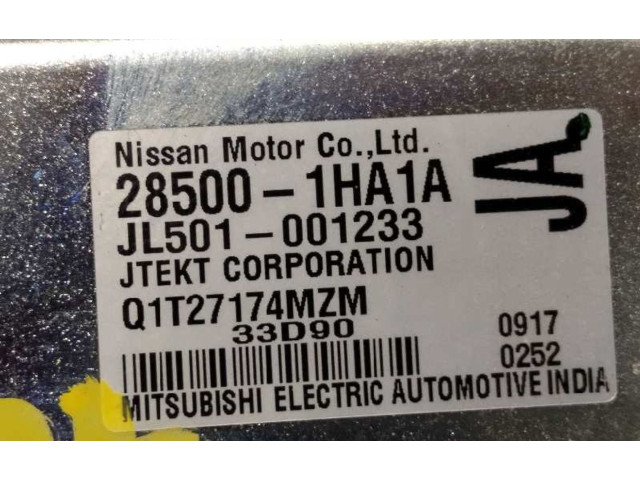 Nissan Motor Co.,Ltd.
28500-1HA1A
JA
JL501-001233
JTEKT CORPORATION
Q1T27174MZM
33D90
0917
0252
MITSUBISHI ELECTRIC AUTOMOTIVE INDIA